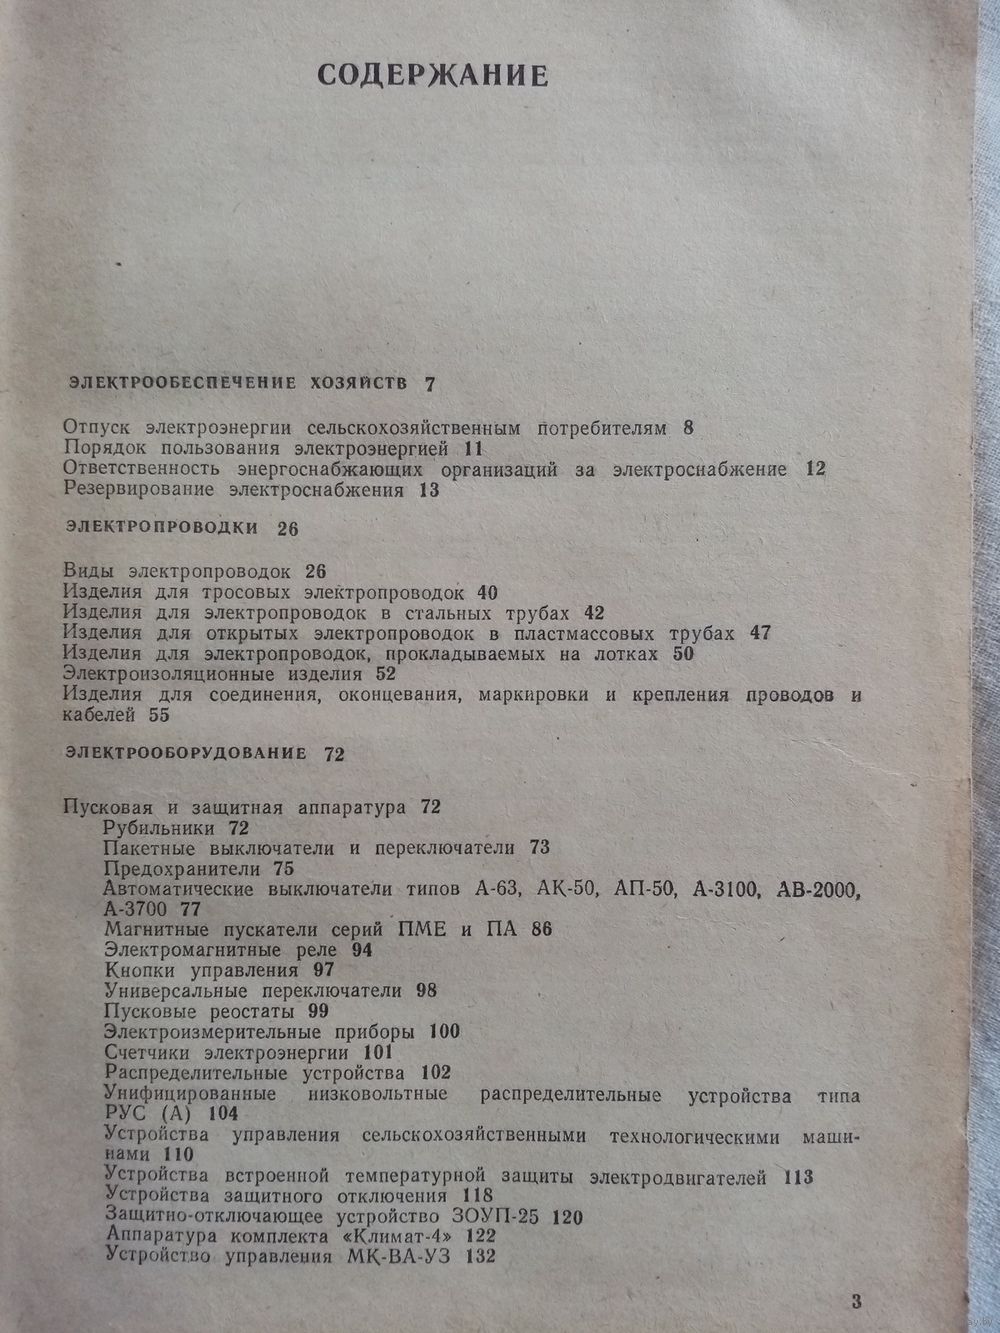 СОДЕРЖАНИЕ
ЭЛЕКТРООБЕСПЕЧЕНИЕ ХОЗЯЙСТВ 7
Отпуск электроэнергии сельскохозяйственным потребителям 8
Порядок пользования электроэнергией 11
Ответственность энергоснабжающих организаций за электроснабжение 12
Резервирование электроснабжения 13
ЭЛЕКТРОПРОВОДКИ 26
Виды электропроводок 26
Изделия для тросовых электропроводок 40
Изделия для электропроводок в стальных трубах 42
Изделия для открытых электропроводок в пластмассовых трубах 47
Изделия для электропроводок, прокладываемых на лотках 50
Электроизоляционные изделия 52
Изделия для соединения, оконцевания, маркировки и крепления проводов и
кабелей 55
ЭЛЕКТРООБОРУДОВАНИЕ 72
Пусковая и защитная аппаратура 72
Рубильники 72
Пакетные выключатели и переключатели 73
Предохранители 75
Автоматические выключатели типов А-63, АК-50, АП-50, А-3100, АВ-2000,
А-3700 77
Магнитные пускатели серий ПМЕ и ПА 86
Электромагнитные реле 94
Кнопки управления 97
Универсальные переключатели 98
Пусковые реостаты 99
Электроизмерительные приборы 100
Счетчики электроэнергии 101
Распределительные устройства 102
Унифицированные низковольтные распределительные устройства типа
РУС (А) 104
Устройства управления сельскохозяйственными технологическими маши-
нами 110
Устройства встроенной температурной защиты электродвигателей 113
Устройства защитного отключения 118
Защитно-отключающее устройство ЗОУП-25 120
Аппаратура комплекта «Климат-4» 122
Устройство управления МК-ВА-УЗ 132
3
ay.by